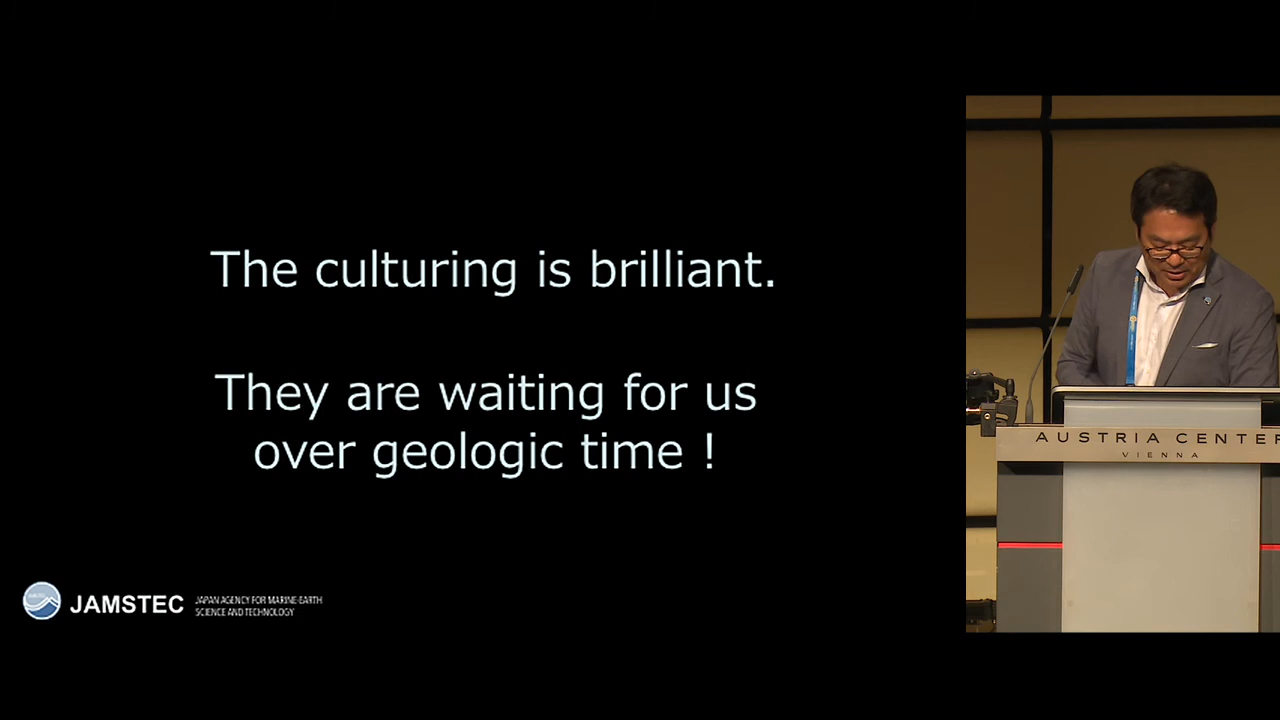 The culturing is brilliant.
They are waiting for us
over geologic time !
JAMSTEC
JAPAN AGENCY FOR MARINE-EARTH
SCIENCE AND TECHNOLOGY
AUSTRIA CENTER
VIENNA